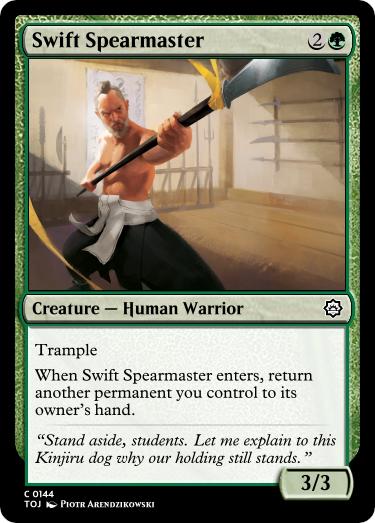 Swift Spearmaster 2
Creature — Human Warrior
Trample
When Swift Spearmaster enters, return
another permanent you control to its
owner's hand.
“Stand aside, students. Let me explain to this
Kinjiru dog why our holding still stands.”
3/3
C 0144
TOJ Piotr Arendzikowski